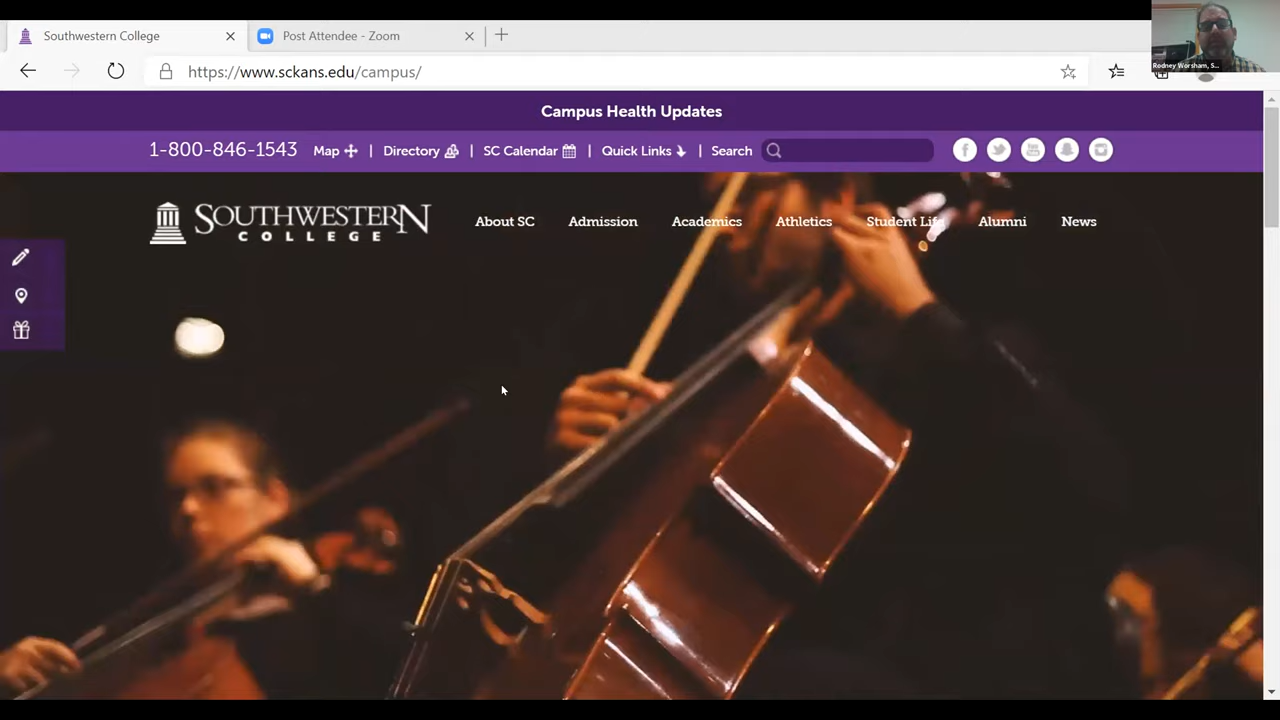 Southwestern College
Post Attendee - Zoom
https://www.sckans.edu/campus/
Rodney Worsham, S...
Campus Health Updates
1-800-846-1543 Map | Directory | SC Calendar | Quick Links | Search
SOUTHWESTERN
COLLEGE
About SC Admission Academics Athletics Student Life Alumni News